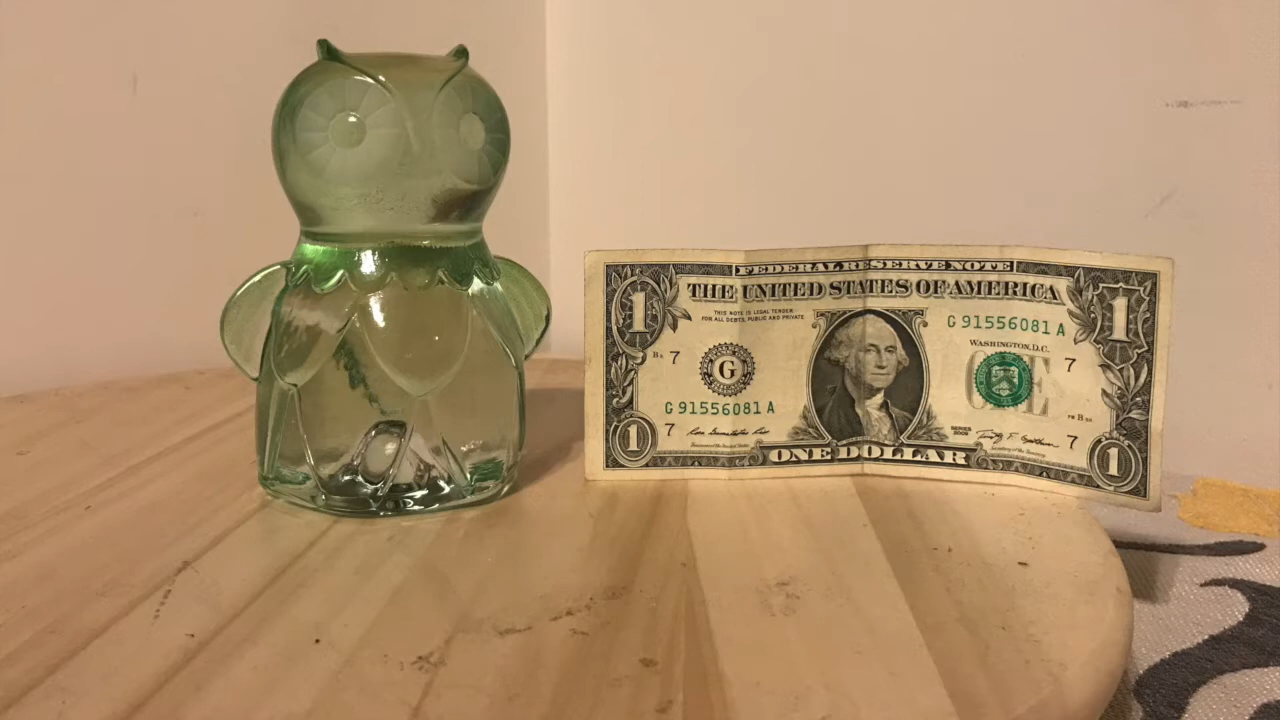 FEDERAL RESERVE NOTE
THE UNITED STATES OF AMERICA
1
1
THIS NOTE IS LEGAL TENDER
FOR ALL DEBTS, PUBLIC AND PRIVATE
G 91556081 A
WASHINGTON, D.C.
7
7
G
ONE
G 91556081 A
7
7
SERIES
1
1
ONE DOLLAR